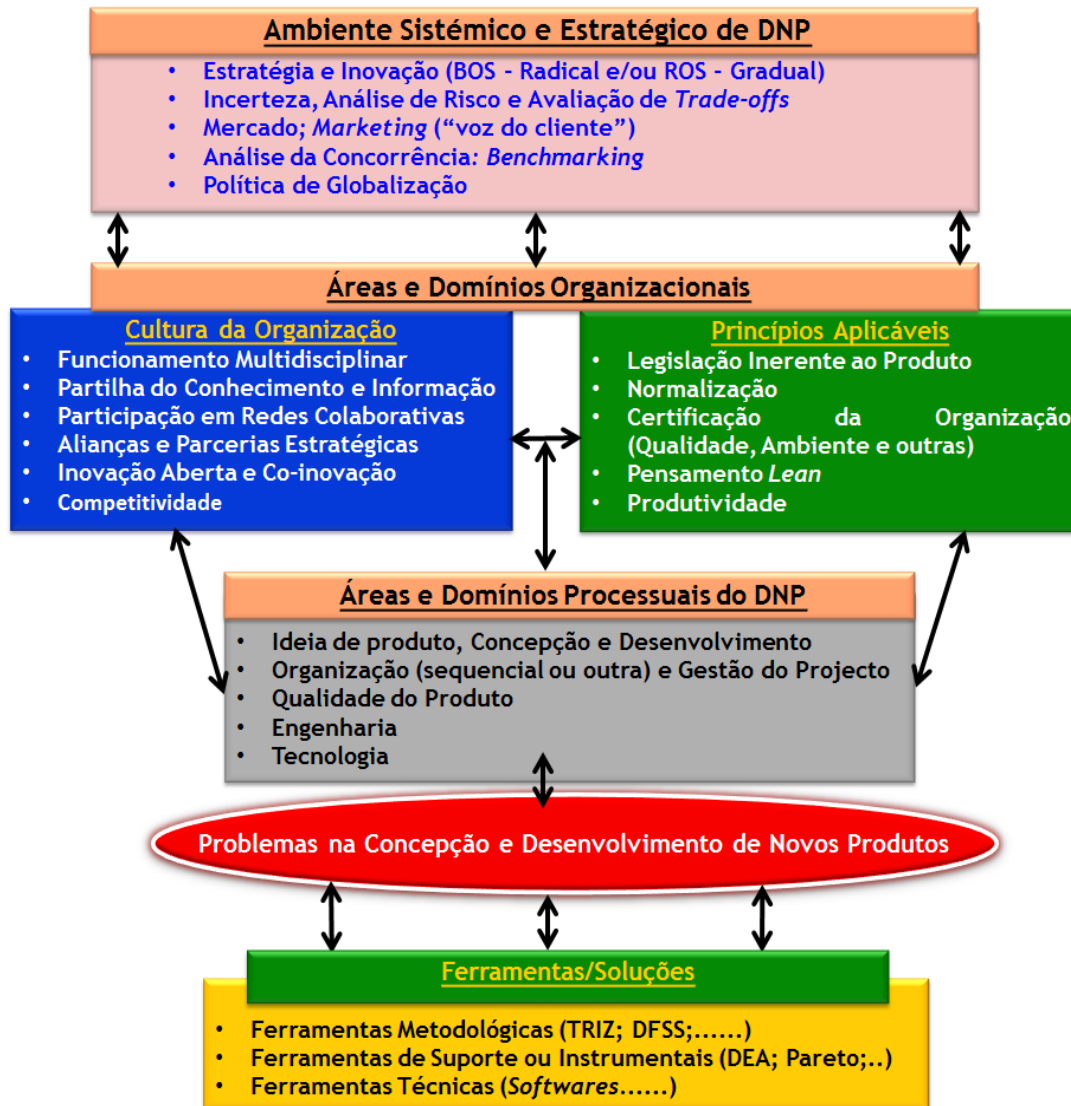 Ambiente Sistémico e Estratégico de DNP
• Estratégia e Inovação (BOS - Radical e/ou ROS - Gradual)
• Incerteza, Análise de Risco e Avaliação de Trade-offs
• Mercado; Marketing (“voz do cliente”)
• Análise da Concorrência: Benchmarking
• Política de Globalização
Áreas e Domínios Organizacionais
Cultura da Organização
• Funcionamento Multidisciplinar
• Partilha do Conhecimento e Informação
• Participação em Redes Colaborativas
• Alianças e Parcerias Estratégicas
• Inovação Aberta e Co-inovação
• Competitividade
Princípios Aplicáveis
• Legislação Inerente ao Produto
• Normalização
• Certificação da Organização
(Qualidade, Ambiente e outras)
• Pensamento Lean
• Produtividade
Áreas e Domínios Processuais do DNP
• Ideia de produto, Concepção e Desenvolvimento
• Organização (sequencial ou outra) e Gestão do Projecto
• Qualidade do Produto
• Engenharia
• Tecnologia
Problemas na Concepção e Desenvolvimento de Novos Produtos
Ferramentas/Soluções
• Ferramentas Metodológicas (TRIZ; DFSS;......)
• Ferramentas de Suporte ou Instrumentais (DEA; Pareto;..)
• Ferramentas Técnicas (Softwares......)